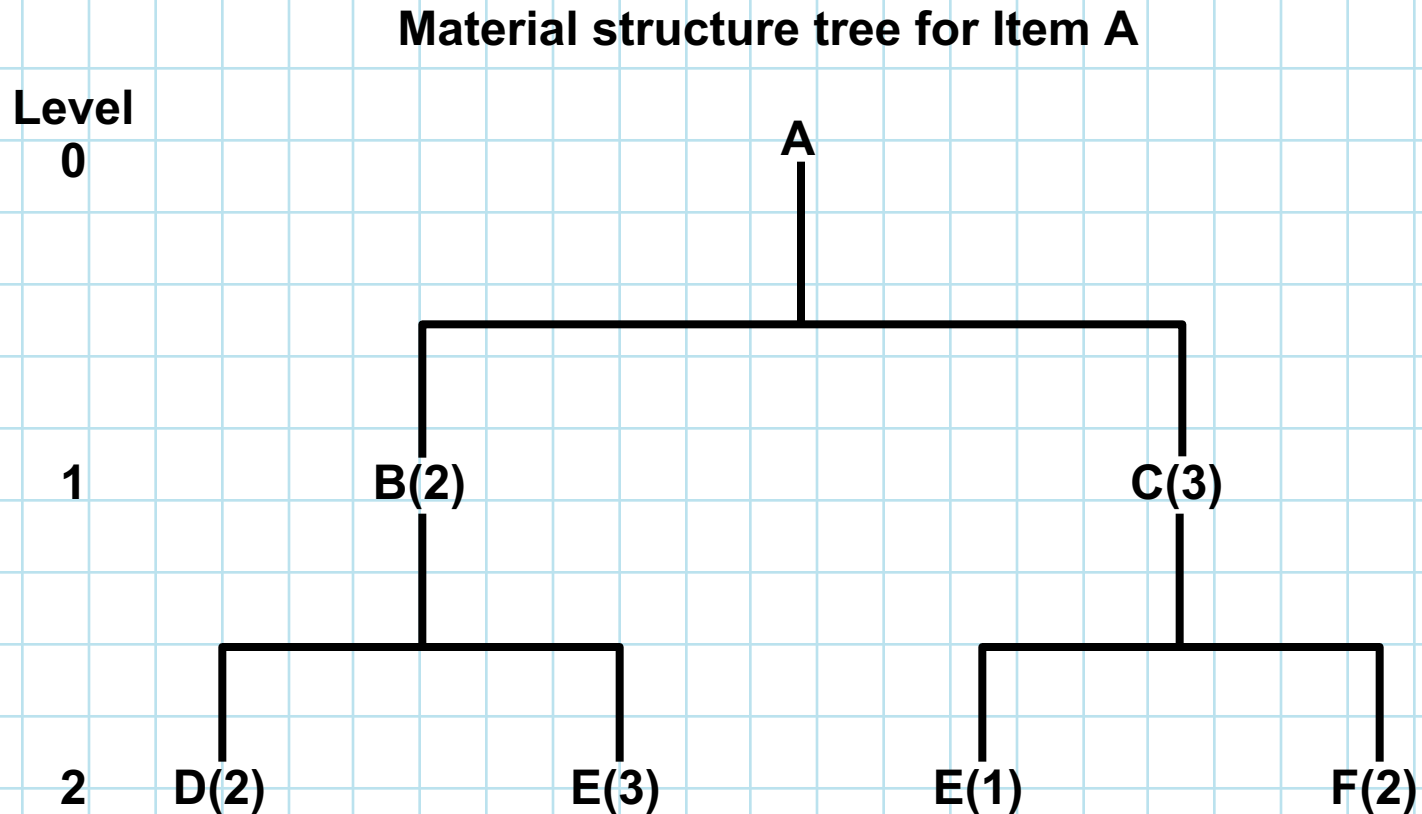 Material structure tree for Item A
Level
0
A
1
B(2)
C(3)
2
D(2)
E(3)
E(1)
F(2)